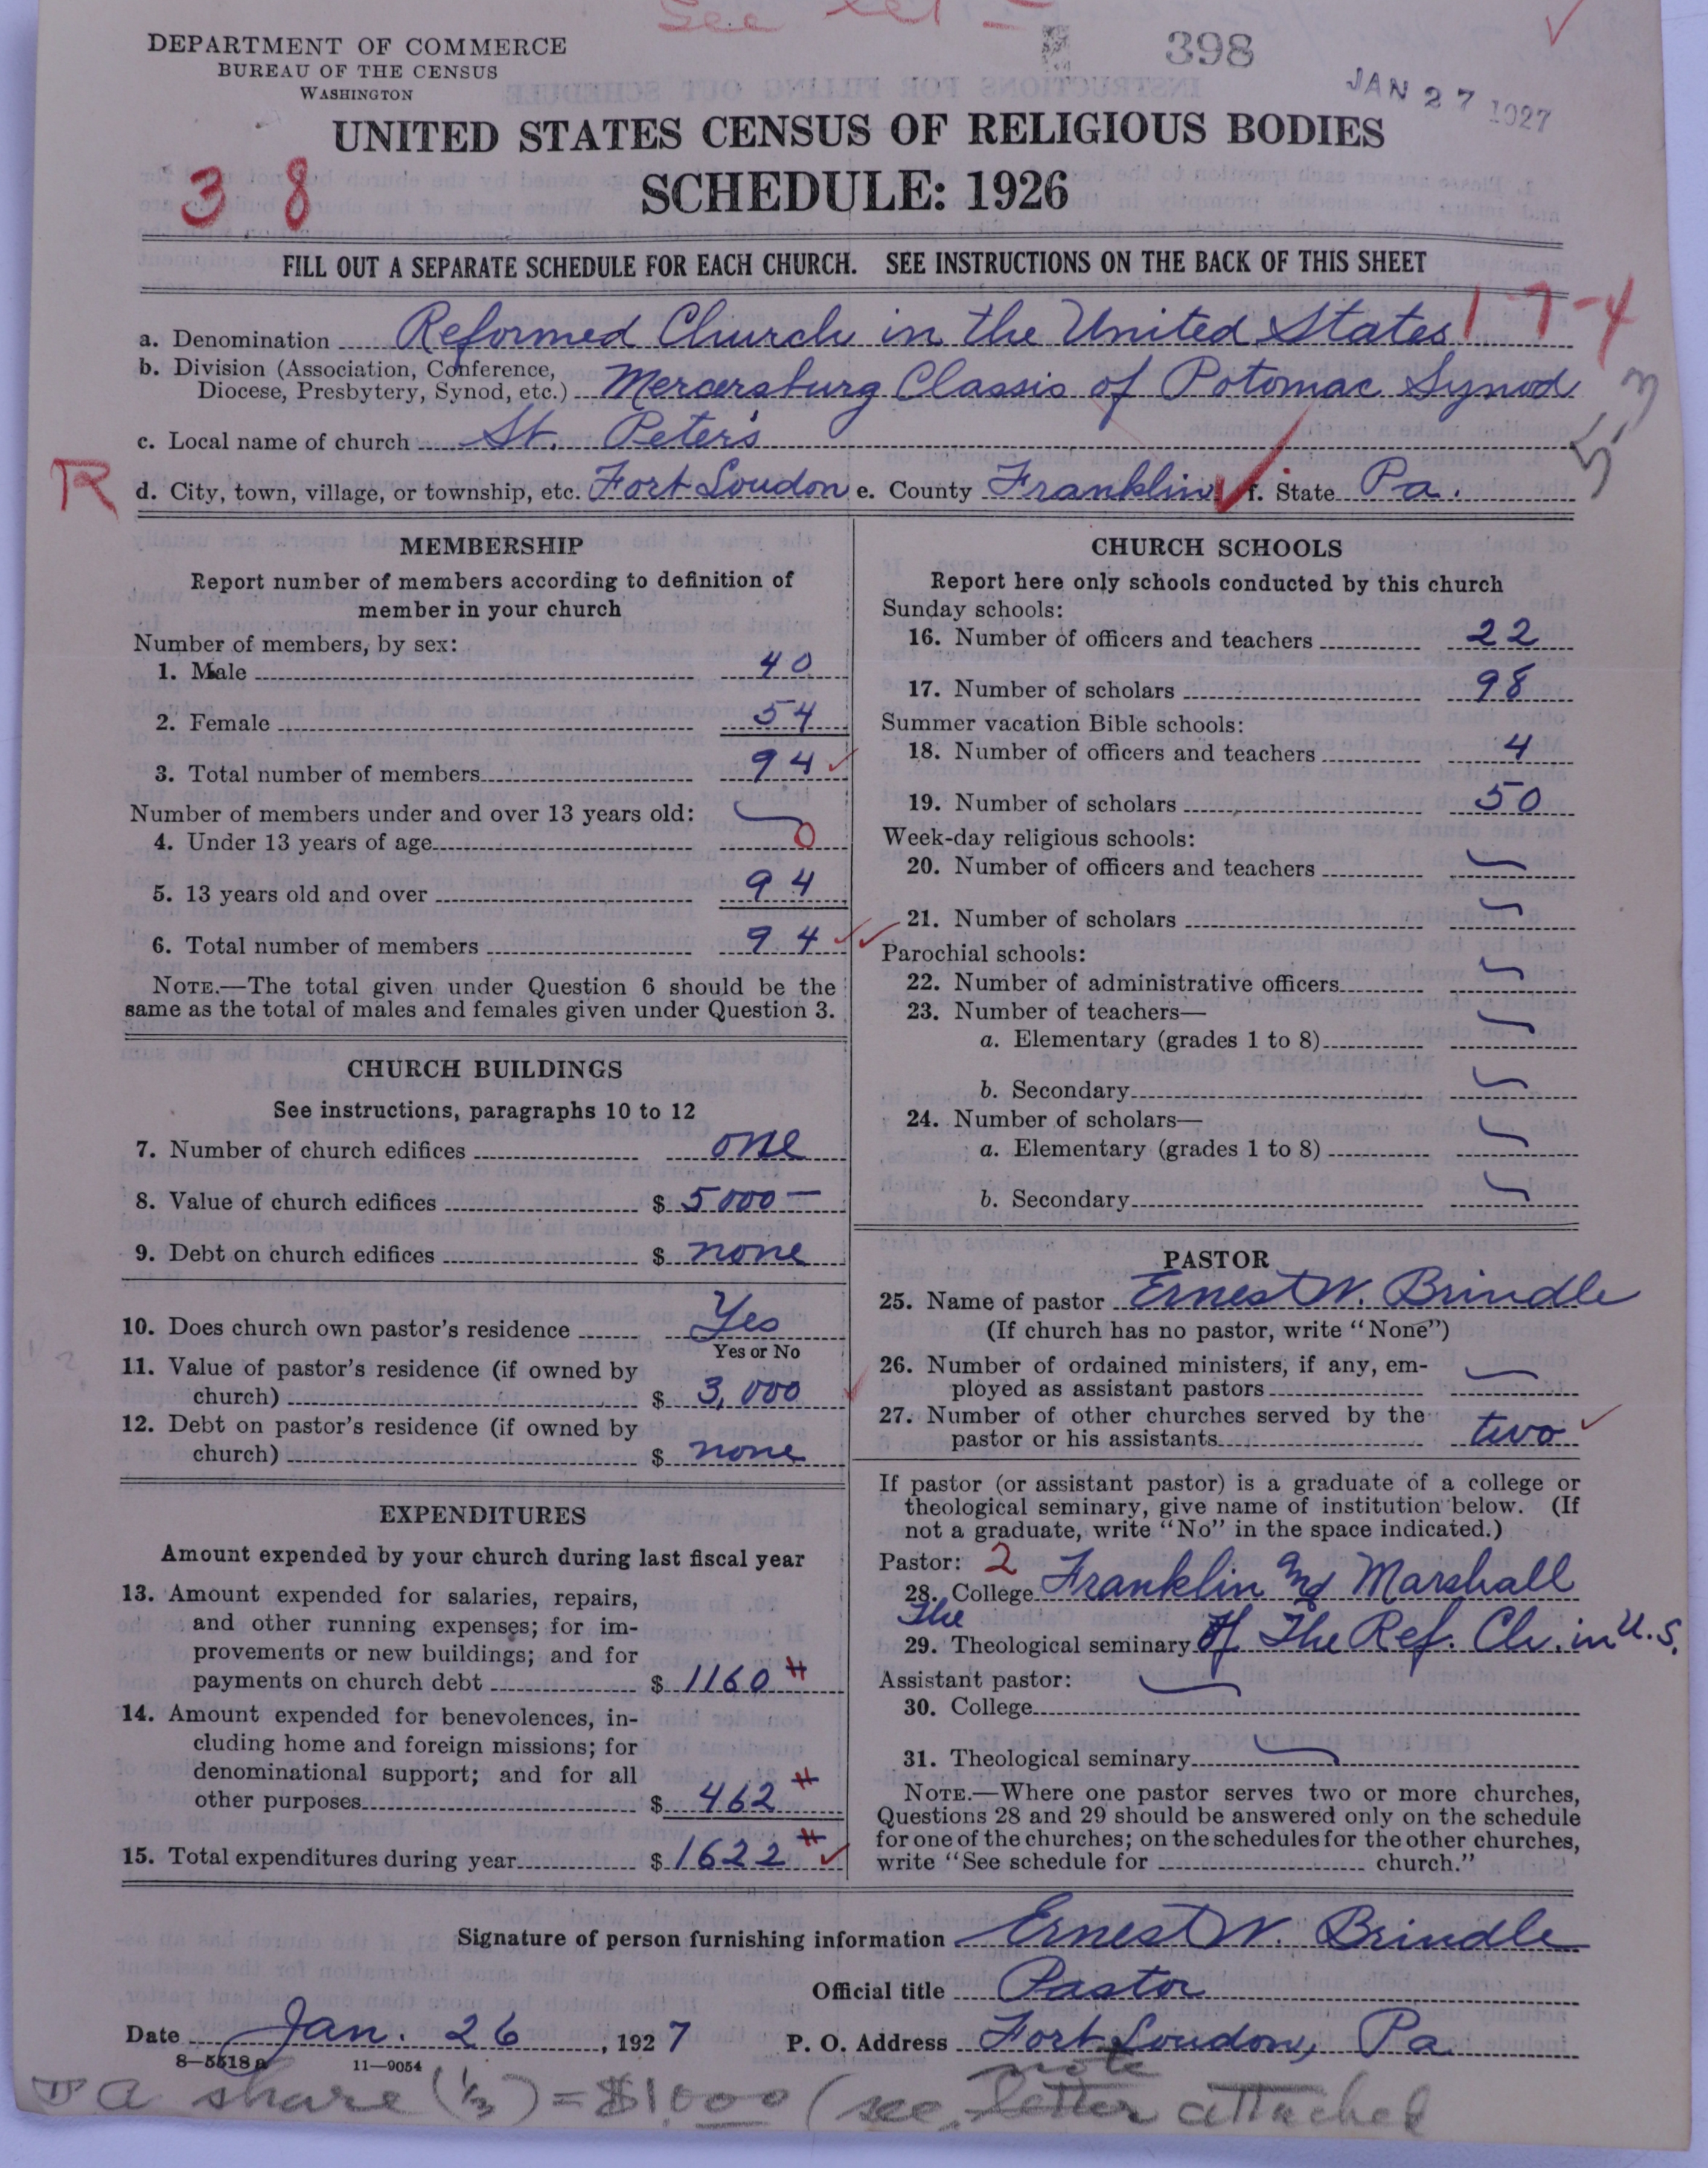 See let
DEPARTMENT OF COMMERCE
BUREAU OF THE CENSUS
WASHINGTON
398
JAN 27 1927
UNITED STATES CENSUS OF RELIGIOUS BODIES
38
SCHEDULE: 1926
FILL OUT A SEPARATE SCHEDULE FOR EACH CHURCH. SEE INSTRUCTIONS ON THE BACK OF THIS SHEET
1-7-4
a. Denomination Reformed Church in the United States
b. Division (Association, Conference,
Diocese, Presbytery, Synod, etc.) Mercersburg Classis of Potomac Synod
5-3
c. Local name of church St. Peter's
R
d. City, town, village, or township, etc. Fort Loudon e. County Franklin f. State Pa.
MEMBERSHIP
Report number of members according to definition of
member in your church
Number of members, by sex:
1. Male 40
2. Female 54
3. Total number of members 94
Number of members under and over 13 years old:
4. Under 13 years of age 0
5. 13 years old and over 94
6. Total number of members 94
NOTE.—The total given under Question 6 should be the
same as the total of males and females given under Question 3.
CHURCH BUILDINGS
See instructions, paragraphs 10 to 12
7. Number of church edifices one
8. Value of church edifices $ 5000—
9. Debt on church edifices $ none
10. Does church own pastor's residence Yes
Yes or No
11. Value of pastor's residence (if owned by
church) $ 3,000
12. Debt on pastor's residence (if owned by
church) $ none
EXPENDITURES
Amount expended by your church during last fiscal year
13. Amount expended for salaries, repairs,
and other running expenses; for im-
provements or new buildings; and for
payments on church debt $ 1160 #
14. Amount expended for benevolences, in-
cluding home and foreign missions; for
denominational support; and for all
other purposes $ 462 #
15. Total expenditures during year $ 1622 #
CHURCH SCHOOLS
Report here only schools conducted by this church
Sunday schools:
16. Number of officers and teachers 22
17. Number of scholars 98
Summer vacation Bible schools:
18. Number of officers and teachers 4
19. Number of scholars 50
Week-day religious schools:
20. Number of officers and teachers
21. Number of scholars
Parochial schools:
22. Number of administrative officers
23. Number of teachers—
a. Elementary (grades 1 to 8)
b. Secondary
24. Number of scholars—
a. Elementary (grades 1 to 8)
b. Secondary
PASTOR
25. Name of pastor Ernest W. Brindle
(If church has no pastor, write "None")
26. Number of ordained ministers, if any, em-
ployed as assistant pastors
27. Number of other churches served by the
pastor or his assistants two
If pastor (or assistant pastor) is a graduate of a college or
theological seminary, give name of institution below. (If
not a graduate, write "No" in the space indicated.)
Pastor: 2
28. College Franklin and Marshall
The
29. Theological seminary of The Ref. Ch. in U.S.
Assistant pastor:
30. College
31. Theological seminary
NOTE.—Where one pastor serves two or more churches,
Questions 28 and 29 should be answered only on the schedule
for one of the churches; on the schedules for the other churches,
write "See schedule for church."
Signature of person furnishing information Ernest W. Brindle
Official title Pastor
Date Jan. 26, 1927 P. O. Address Fort Loudon, Pa
8—5518a 11—9054
note
a share (1/3) = $1000 (see letter attached